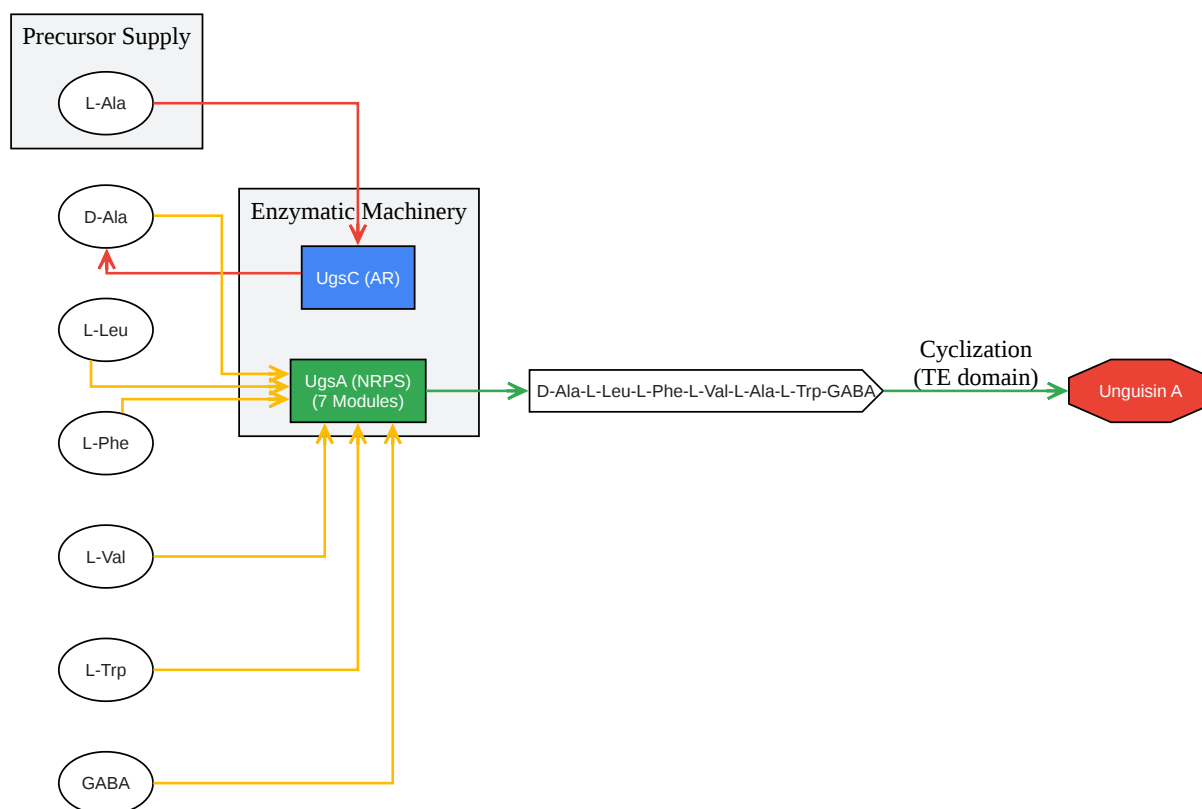 Precursor Supply
L-Ala
D-Ala
Enzymatic Machinery
UgsC (AR)
L-Leu
UgsA (NRPS)
(7 Modules)
D-Ala-L-Leu-L-Phe-L-Val-L-Ala-L-Trp-GABA
Cyclization
(TE domain)
Unguisin A
L-Phe
L-Val
L-Trp
GABA